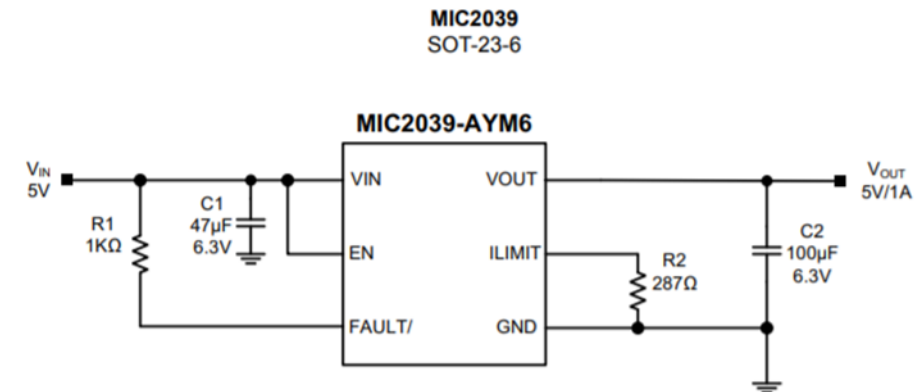 MIC2039
SOT-23-6
MIC2039-AYM6
VIN
5V
R1
1KΩ
C1
47µF
6.3V
VIN
EN
FAULT/
VOUT
ILIMIT
GND
R2
287Ω
VOUT
5V/1A
C2
100µF
6.3V